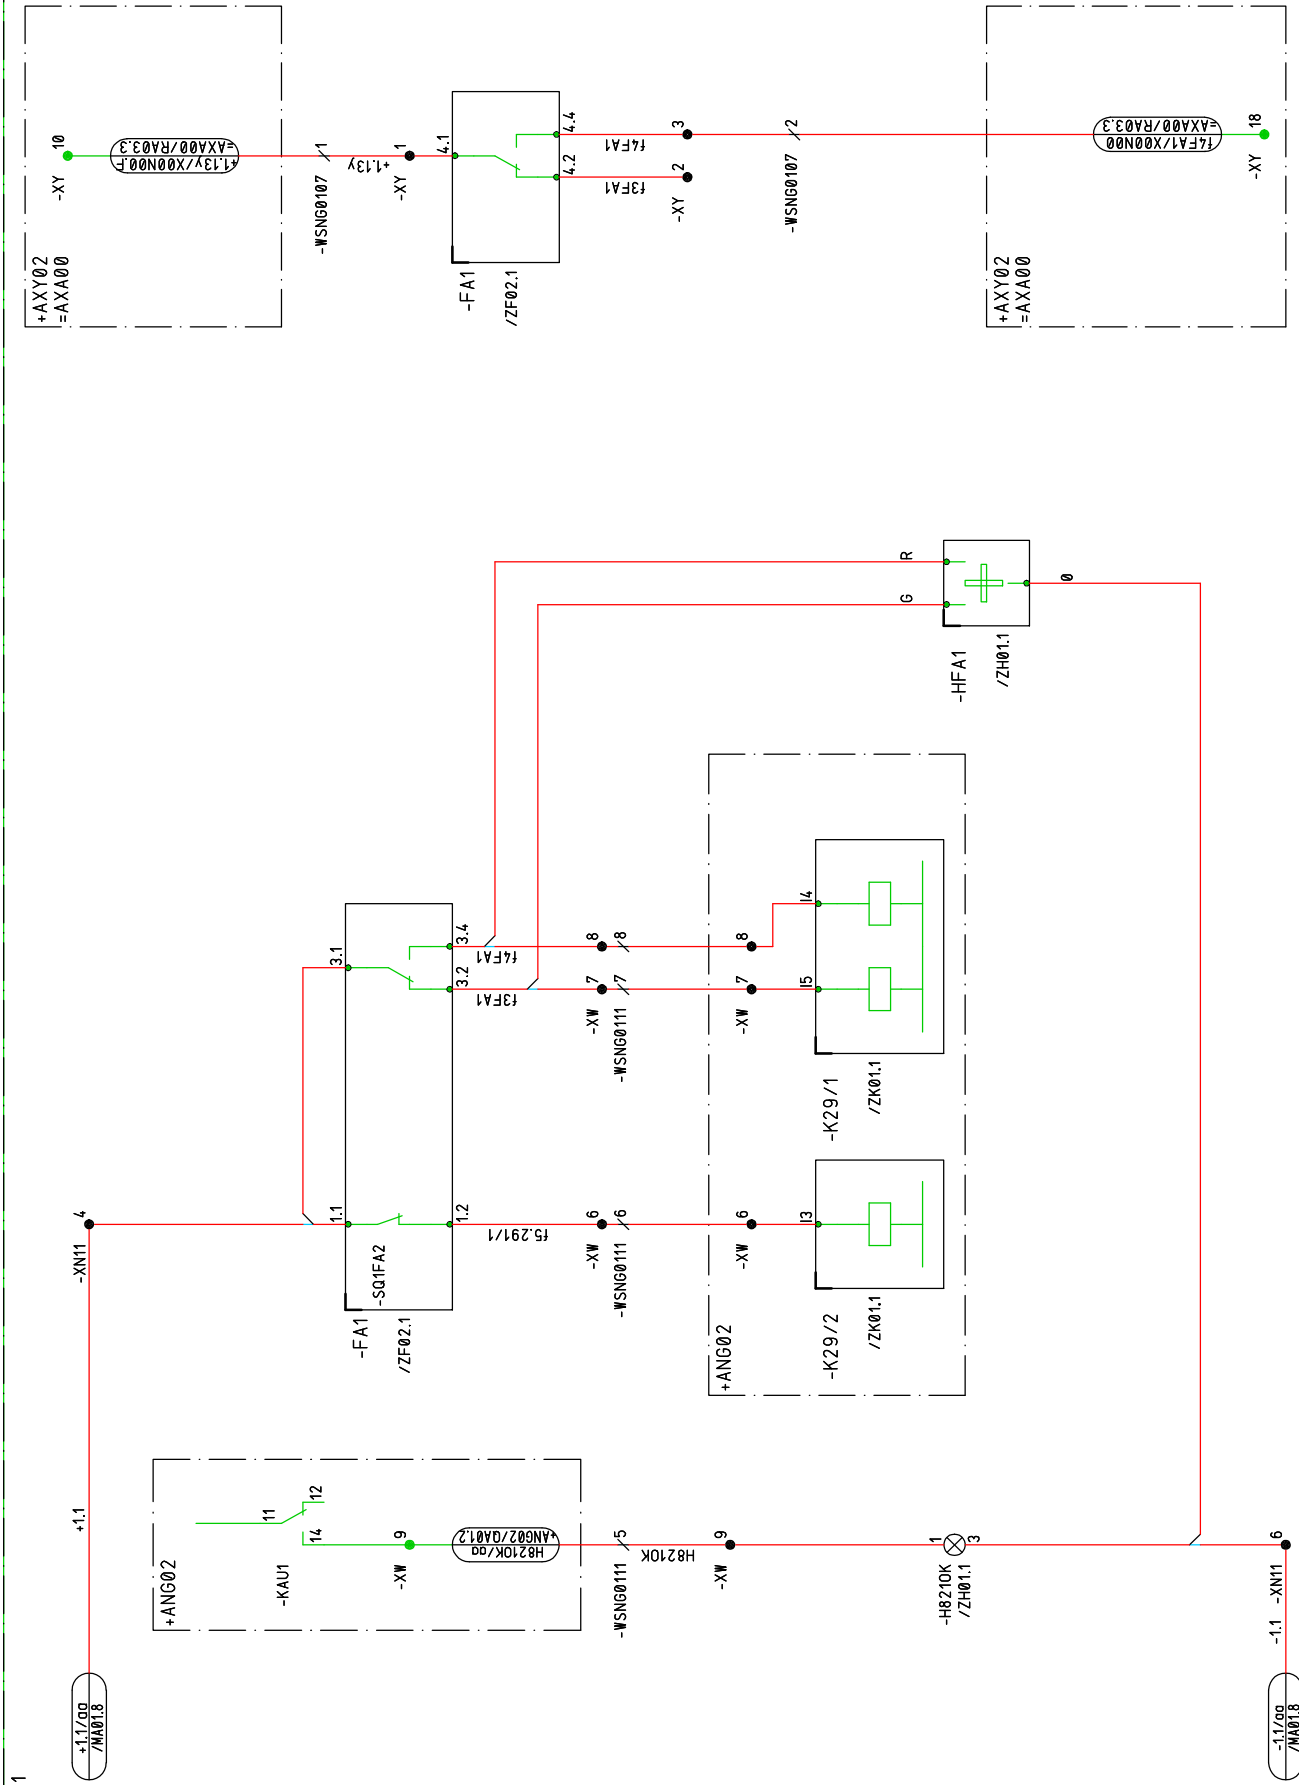 1
+1.1/aa
/MA01.8
+1.1
-XN11
4
+ANG02
-KAU1
11
12
14
-XW
9
H821OK/aa
+ANG02/QA01.2
-WSNG0111
5
H821OK
-XW
9
-H821OK
/ZH01.1
1
3
-1.1/aa
/MA01.8
-1.1
-XN11
6
-FA1
/ZF02.1
-SQ1FA2
1.1
1.2
3.1
3.2
3.4
f5.291/1
f3FA1
f4FA1
-XW
6
-WSNG0111
6
-XW
7
8
-WSNG0111
7
8
+ANG02
-XW
6
-XW
7
8
I3
-K29/2
/ZK01.1
I5
I4
-K29/1
/ZK01.1
G
R
-HFA1
/ZH01.1
0
+AXY02
=AXA00
-XY
10
+1.13y/X00N00.F
=AXA00/RA03.3
-WSNG0107
1
+1.13y
-XY
1
-FA1
/ZF02.1
4.1
4.2
4.4
f3FA1
f4FA1
-XY
2
3
-WSNG0107
2
+AXY02
=AXA00
f4FA1/X00N00
=AXA00/RA03.3
-XY
18